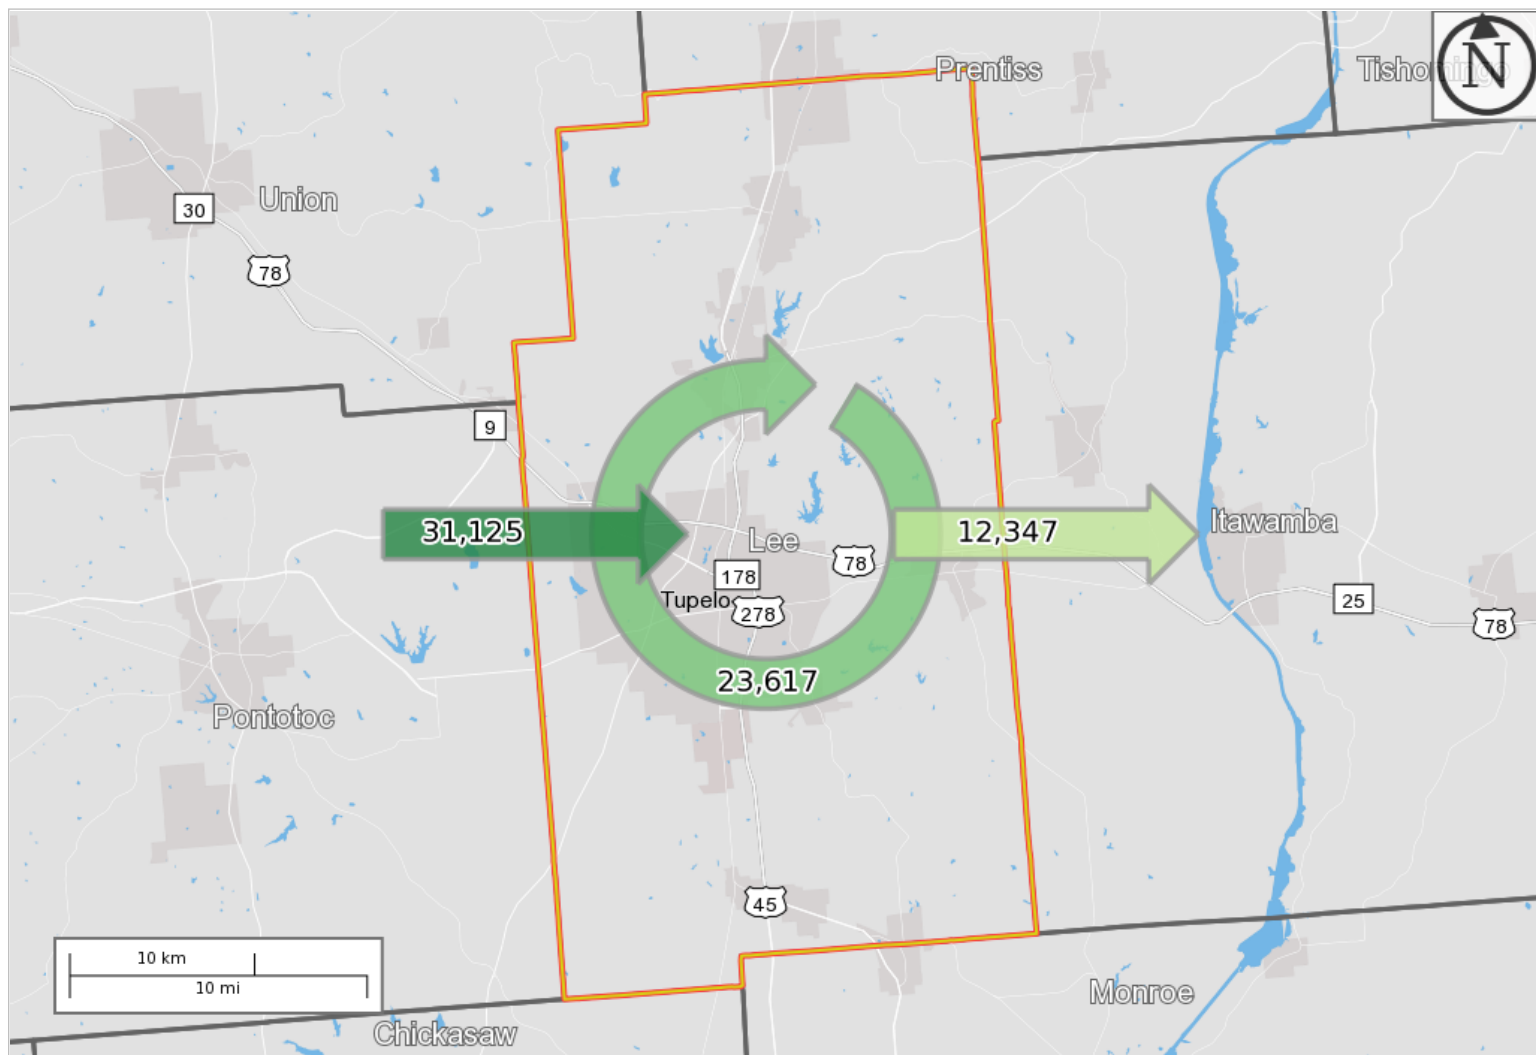 Prentiss
Tishomingo
N
Union
30
78
9
31,125
12,347
Itawamba
Lee
78
178
Tupelo
278
25
78
23,617
Pontotoc
45
10 km
10 mi
Monroe
Chickasaw